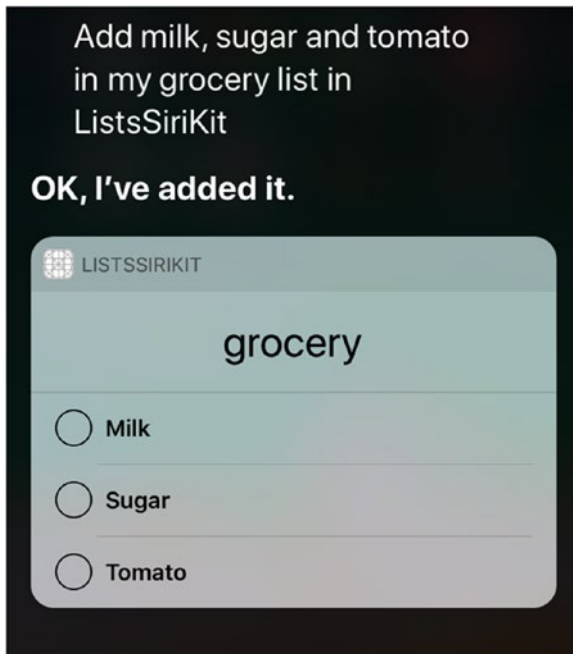 Add milk, sugar and tomato
in my grocery list in
ListsSiriKit
OK, I've added it.
LISTSSIRIKIT
grocery
Milk
Sugar
Tomato